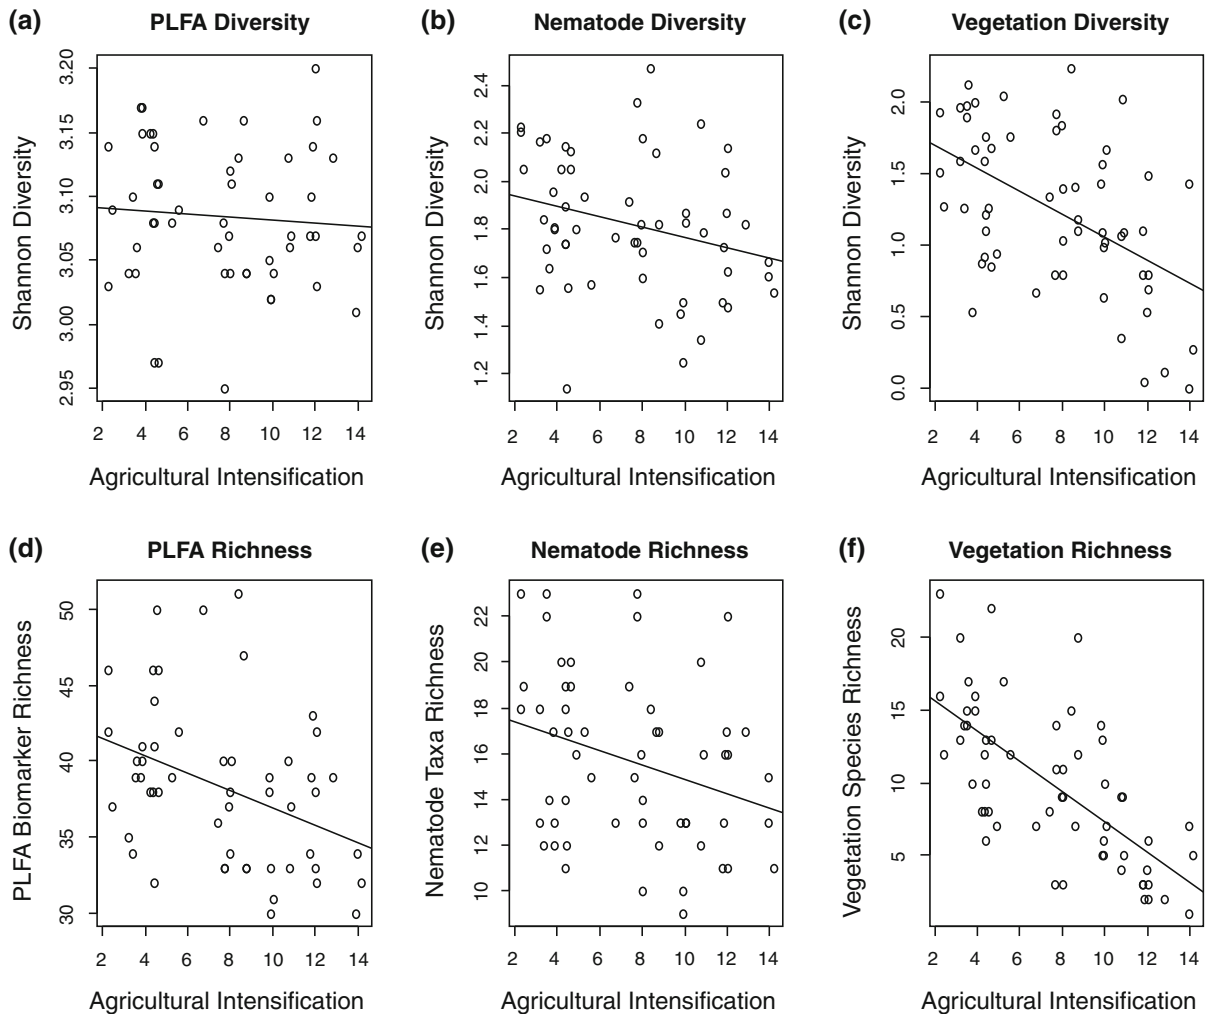 (a) PLFA Diversity
Shannon Diversity
3.20
3.15
3.10
3.05
3.00
2.95
2 4 6 8 10 12 14
Agricultural Intensification
(b) Nematode Diversity
Shannon Diversity
2.4
2.2
2.0
1.8
1.6
1.4
1.2
2 4 6 8 10 12 14
Agricultural Intensification
(c) Vegetation Diversity
Shannon Diversity
2.0
1.5
1.0
0.5
0.0
2 4 6 8 10 12 14
Agricultural Intensification
(d) PLFA Richness
PLFA Biomarker Richness
50
45
40
35
30
2 4 6 8 10 12 14
Agricultural Intensification
(e) Nematode Richness
Nematode Taxa Richness
22
20
18
16
14
12
10
2 4 6 8 10 12 14
Agricultural Intensification
(f) Vegetation Richness
Vegetation Species Richness
20
15
10
5
2 4 6 8 10 12 14
Agricultural Intensification